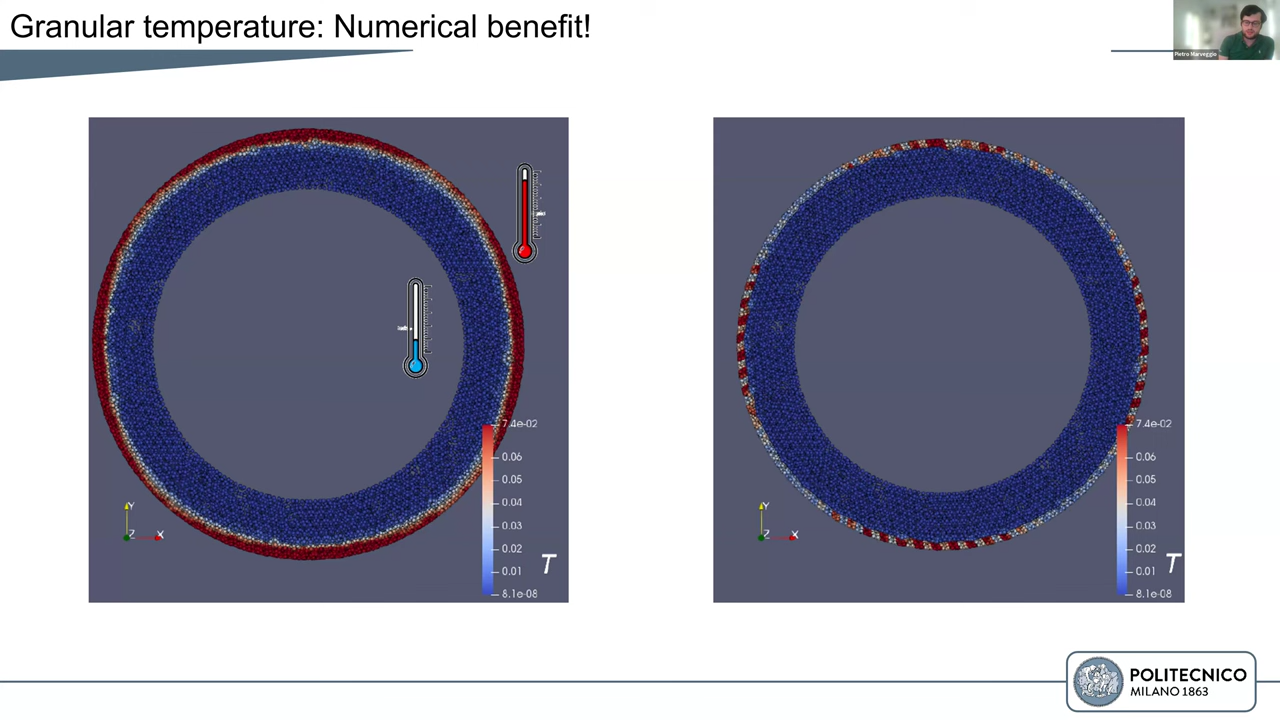 Granular temperature: Numerical benefit!
Pietro Marveggio
7.4e-02
0.06
0.05
0.04
0.03
0.02
0.01
8.1e-08
T
Y
Z
X
7.4e-02
0.06
0.05
0.04
0.03
0.02
0.01
8.1e-08
T
Y
Z
X
POLITECNICO
MILANO 1863